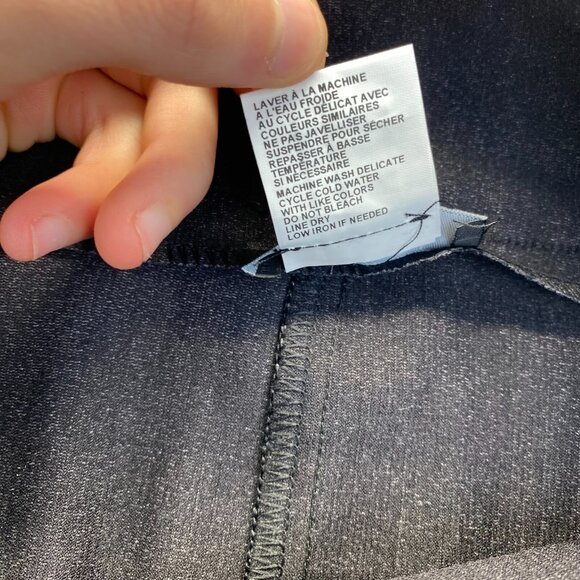 LAVER À LA MACHINE
A L'EAU FROIDE
AU CYCLE DÉLICAT AVEC
COULEURS SIMILAIRES
NE PAS JAVELLISER
SUSPENDRE POUR SÉCHER
REPASSER À BASSE
TEMPÉRATURE
SI NÉCESSAIRE
MACHINE WASH DELICATE
CYCLE COLD WATER
WITH LIKE COLORS
DO NOT BLEACH
LINE DRY
LOW IRON IF NEEDED